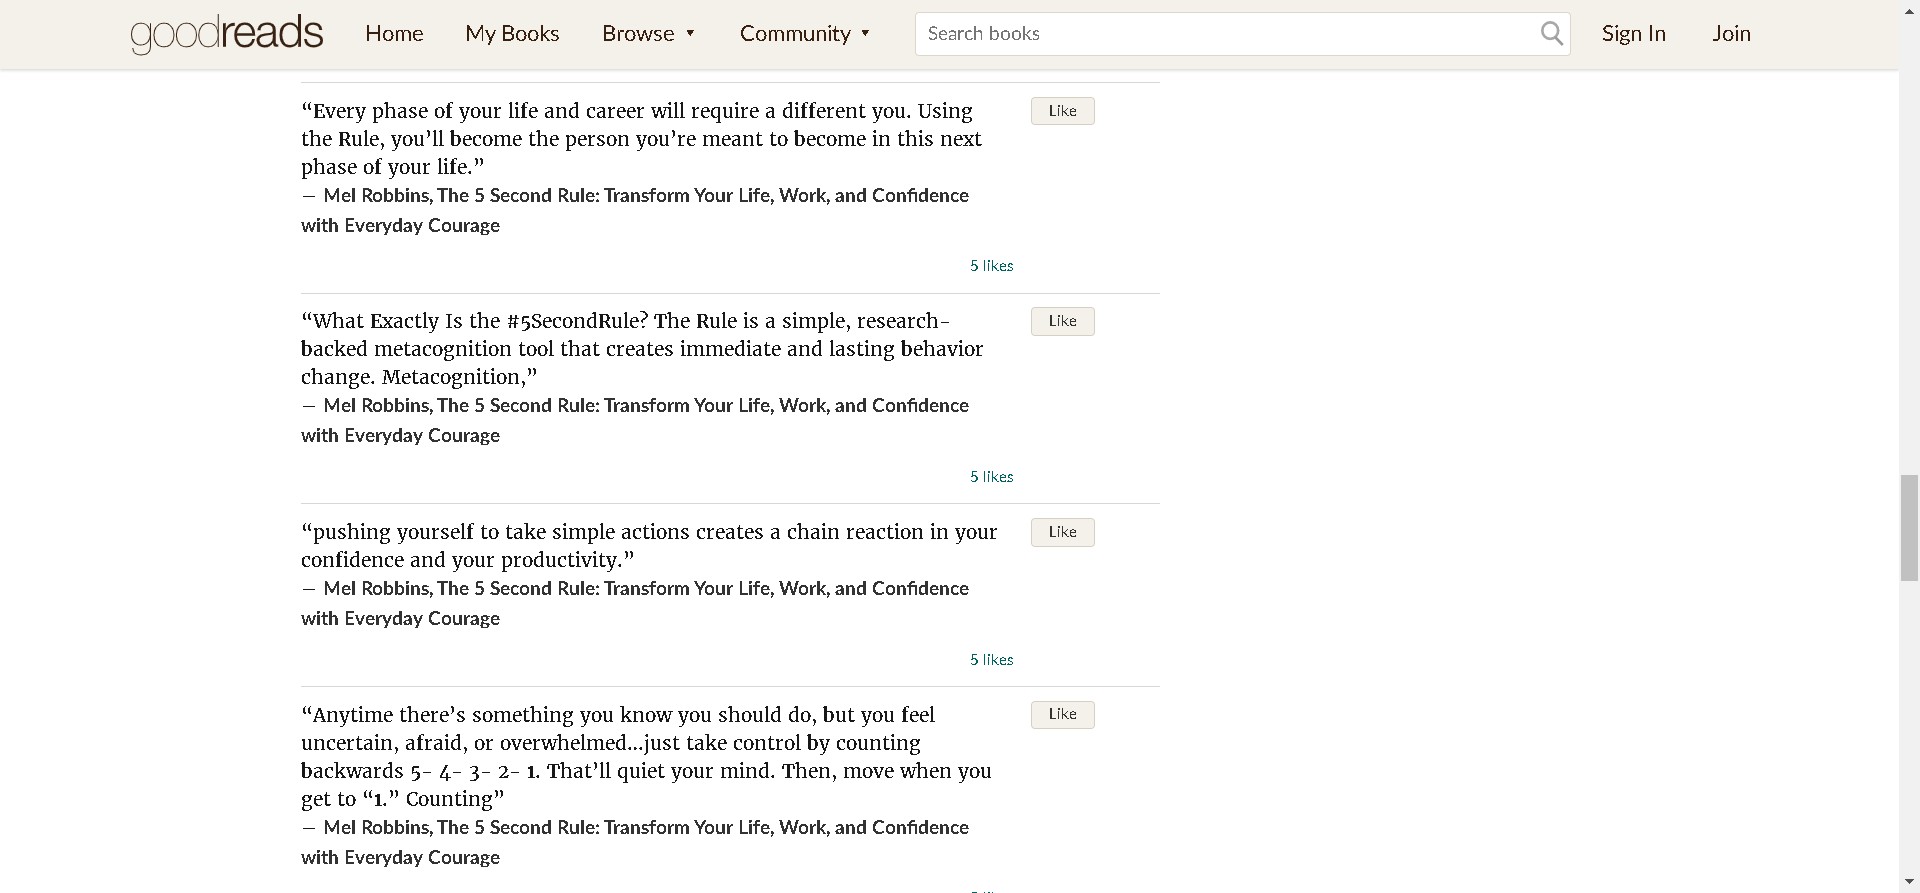 goodreads Home My Books Browse ▼ Community ▼ Search books Sign In Join
“Every phase of your life and career will require a different you. Using Like
the Rule, you’ll become the person you’re meant to become in this next
phase of your life.”
― Mel Robbins, The 5 Second Rule: Transform Your Life, Work, and Confidence
with Everyday Courage
5 likes
“What Exactly Is the #5SecondRule? The Rule is a simple, research- Like
backed metacognition tool that creates immediate and lasting behavior
change. Metacognition,”
― Mel Robbins, The 5 Second Rule: Transform Your Life, Work, and Confidence
with Everyday Courage
5 likes
“pushing yourself to take simple actions creates a chain reaction in your Like
confidence and your productivity.”
― Mel Robbins, The 5 Second Rule: Transform Your Life, Work, and Confidence
with Everyday Courage
5 likes
“Anytime there’s something you know you should do, but you feel Like
uncertain, afraid, or overwhelmed...just take control by counting
backwards 5- 4- 3- 2- 1. That’ll quiet your mind. Then, move when you
get to “1.” Counting”
― Mel Robbins, The 5 Second Rule: Transform Your Life, Work, and Confidence
with Everyday Courage